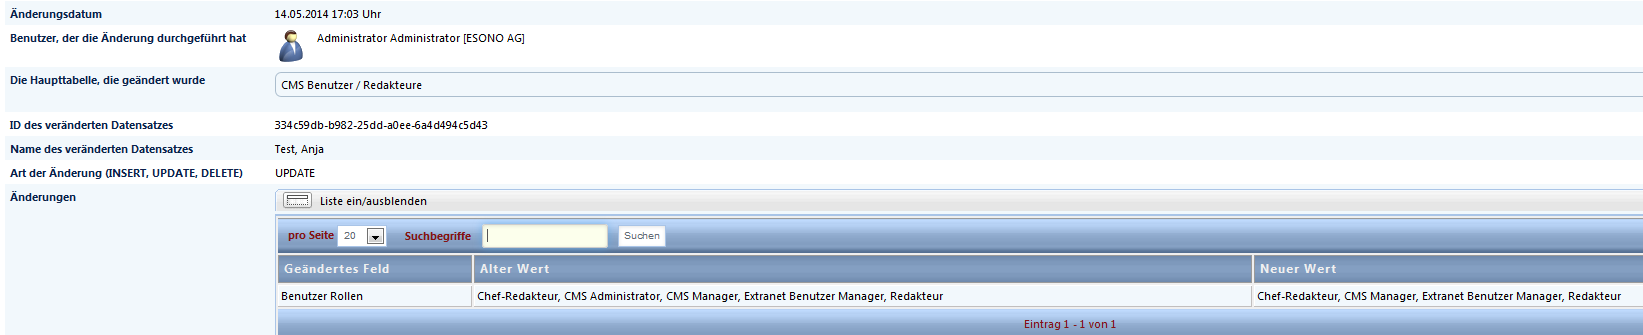 Änderungsdatum 14.05.2014 17:03 Uhr
Benutzer, der die Änderung durchgeführt hat Administrator Administrator [ESONO AG]
Die Haupttabelle, die geändert wurde CMS Benutzer / Redakteure
ID des veränderten Datensatzes 334c59db-b982-25dd-a0ee-6a4d494c5d43
Name des veränderten Datensatzes Test, Anja
Art der Änderung (INSERT, UPDATE, DELETE) UPDATE
Änderungen Liste ein/ausblenden
pro Seite 20 Suchbegriffe Suchen
Geändertes Feld Alter Wert Neuer Wert
Benutzer Rollen Chef-Redakteur, CMS Administrator, CMS Manager, Extranet Benutzer Manager, Redakteur Chef-Redakteur, CMS Manager, Extranet Benutzer Manager, Redakteur
Eintrag 1 - 1 von 1